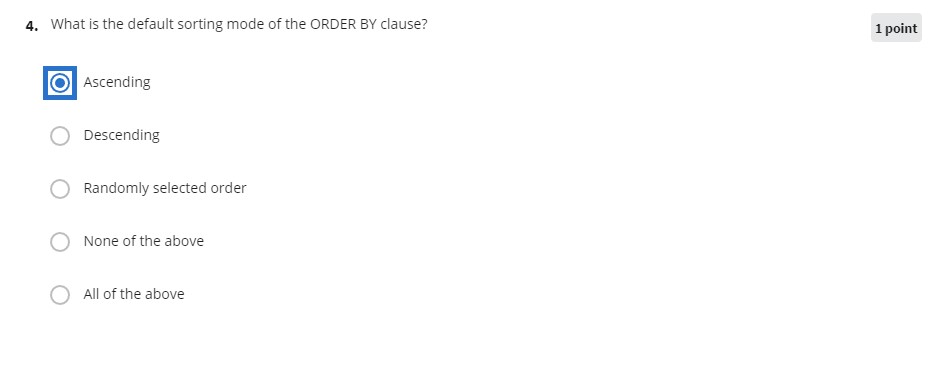 4. What is the default sorting mode of the ORDER BY clause?
1 point
Ascending
Descending
Randomly selected order
None of the above
All of the above